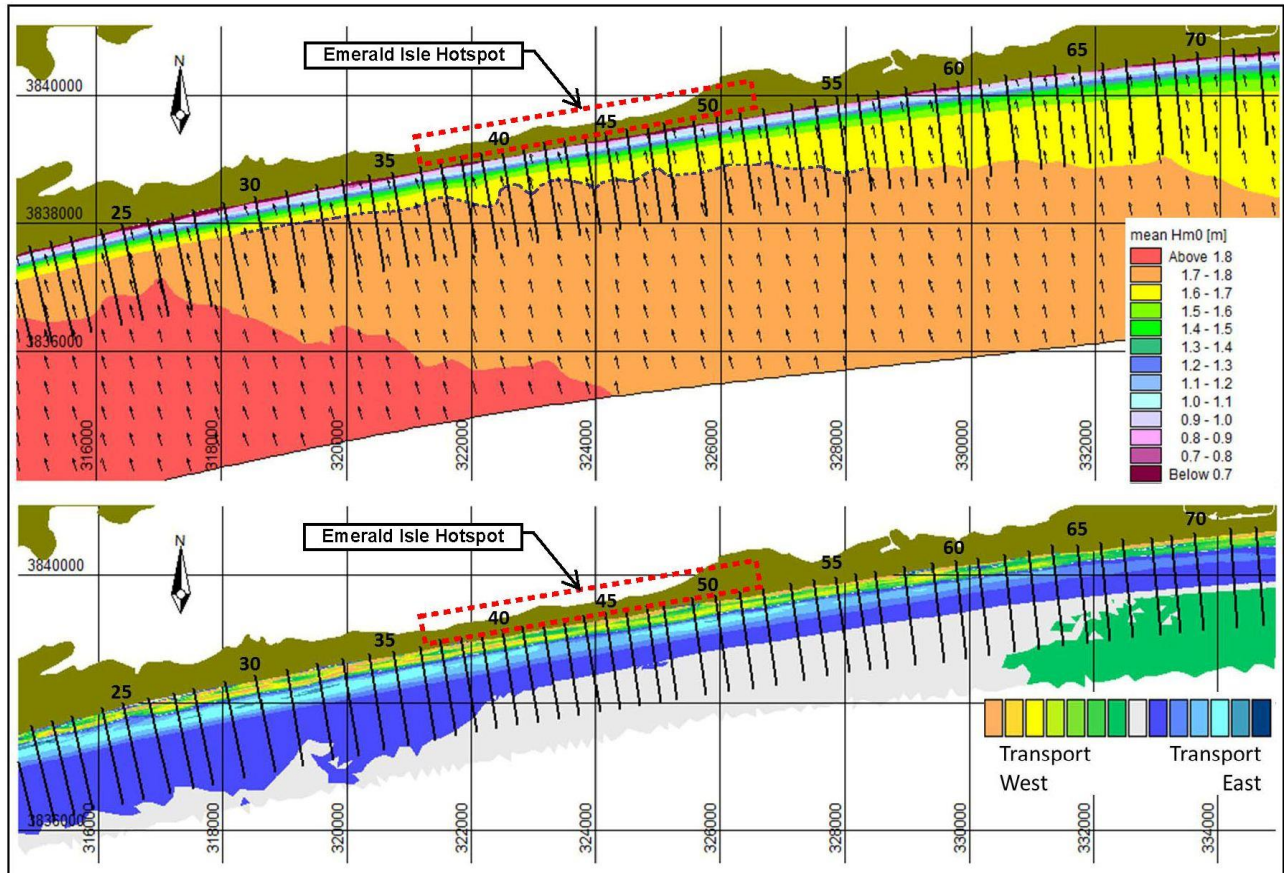 Emerald Isle Hotspot
N
3840000
3838000
3836000
25
30
35
40
45
50
55
60
65
70
316000
318000
320000
322000
324000
326000
328000
330000
332000
mean Hm0 [m]
Above 1.8
1.7 - 1.8
1.6 - 1.7
1.5 - 1.6
1.4 - 1.5
1.3 - 1.4
1.2 - 1.3
1.1 - 1.2
1.0 - 1.1
0.9 - 1.0
0.8 - 0.9
0.7 - 0.8
Below 0.7
Emerald Isle Hotspot
N
3840000
3836000
25
30
35
40
45
50
55
60
65
70
316000
318000
320000
322000
324000
326000
328000
330000
332000
334000
Transport West
Transport East